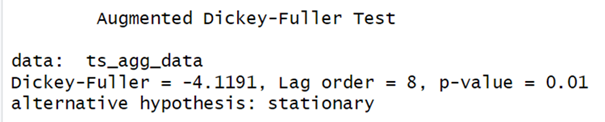 Augmented Dickey-Fuller Test
data:  ts_agg_data
Dickey-Fuller = -4.1191, Lag order = 8, p-value = 0.01
alternative hypothesis: stationary